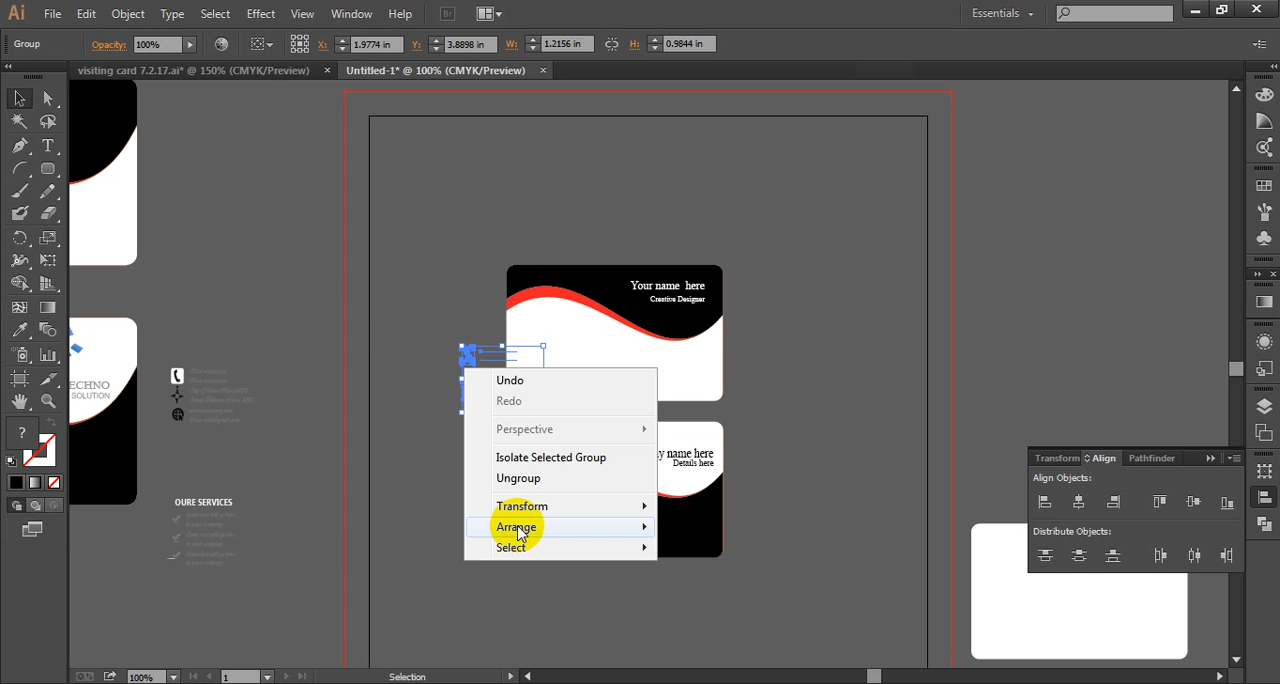 Ai File Edit Object Type Select Effect View Window Help Br Essentials
Group Opacity: 100% X: 1.9774 in Y: 3.8898 in W: 1.2156 in H: 0.9844 in
visiting card 7.2.17.ai* @ 150% (CMYK/Preview) × Untitled-1* @ 100% (CMYK/Preview) ×
Your name here
Creative Designer
ECHNO
SOLUTION
OURE SERVICES
Undo
Redo
Perspective
Isolate Selected Group
Ungroup
Transform
Arrange
Select
y name here
Details here
Transform Align Pathfinder
Align Objects:
Distribute Objects:
?
100% 1 Selection